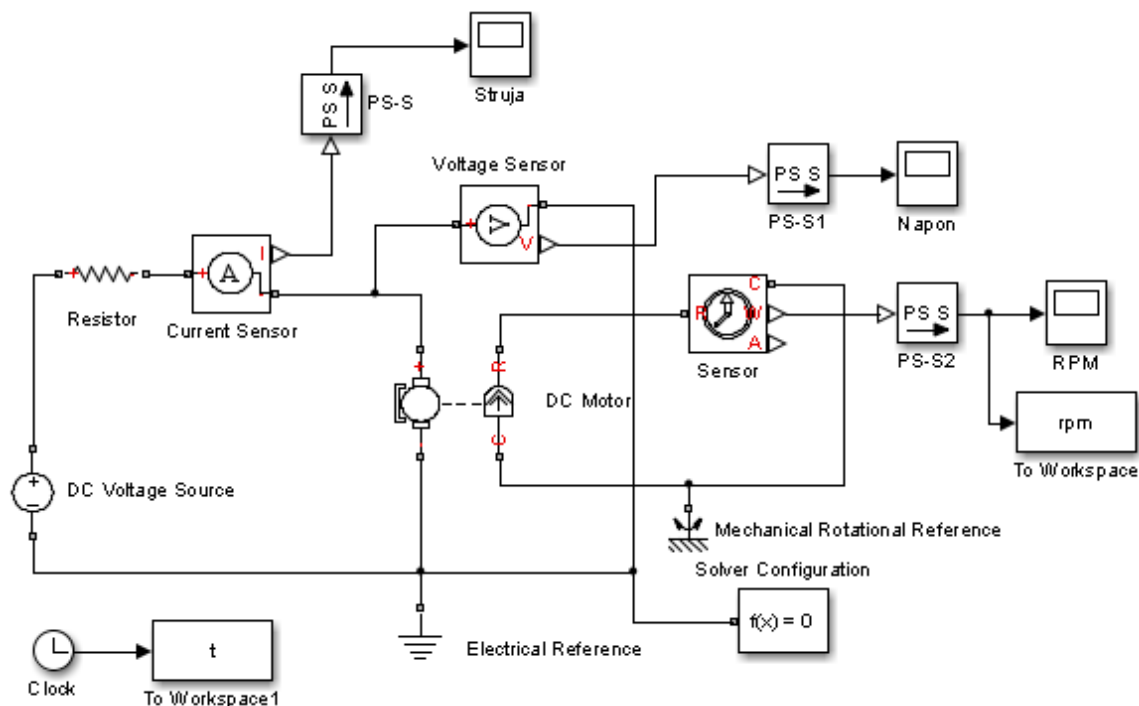 PS S
PS-S
Struja
Voltage Sensor
+
-
V
V
PS S
PS-S1
Napon
+
-
Resistor
+
A
I
-
Current Sensor
R
C
W
A
Sensor
PS S
PS-S2
RPM
rpm
To Workspace
+
-
R
C
DC Motor
+
−
DC Voltage Source
Mechanical Rotational Reference
Solver Configuration
f(x) = 0
Electrical Reference
Clock
t
To Workspace1